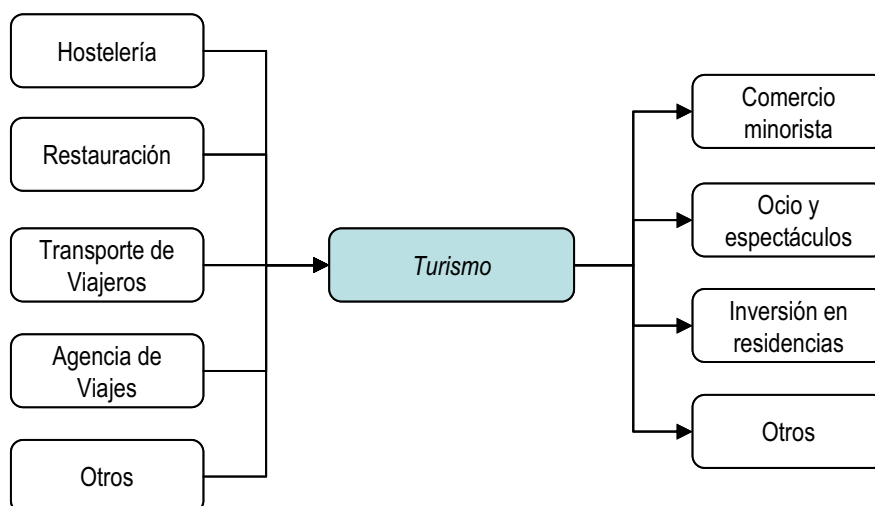 Hostelería
Restauración
Transporte de
Viajeros
Agencia de
Viajes
Otros
Turismo
Comercio
minorista
Ocio y
espectáculos
Inversión en
residencias
Otros